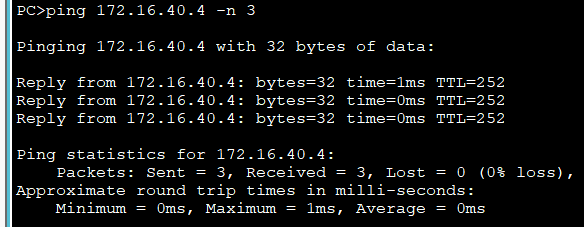 PC>ping 172.16.40.4 -n 3
Pinging 172.16.40.4 with 32 bytes of data:
Reply from 172.16.40.4: bytes=32 time=1ms TTL=252
Reply from 172.16.40.4: bytes=32 time=0ms TTL=252
Reply from 172.16.40.4: bytes=32 time=0ms TTL=252
Ping statistics for 172.16.40.4:
Packets: Sent = 3, Received = 3, Lost = 0 (0% loss),
Approximate round trip times in milli-seconds:
Minimum = 0ms, Maximum = 1ms, Average = 0ms